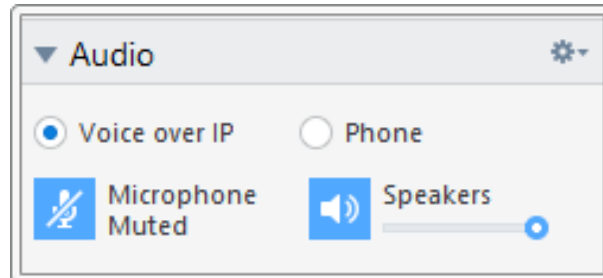 Audio
Voice over IP
Phone
Microphone
Muted
Speakers